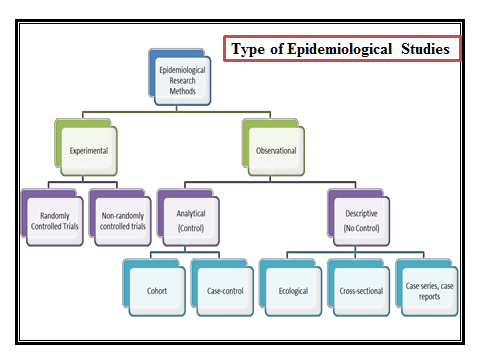 Type of Epidemiological Studies
Epidemiological
Research
Methods
Experimental
Observational
Randomly
Controlled Trials
Non-randomly
controlled trials
Analytical
(Control)
Descriptive
(No Control)
Cohort
Case-control
Ecological
Cross-sectional
Case series, case
reports